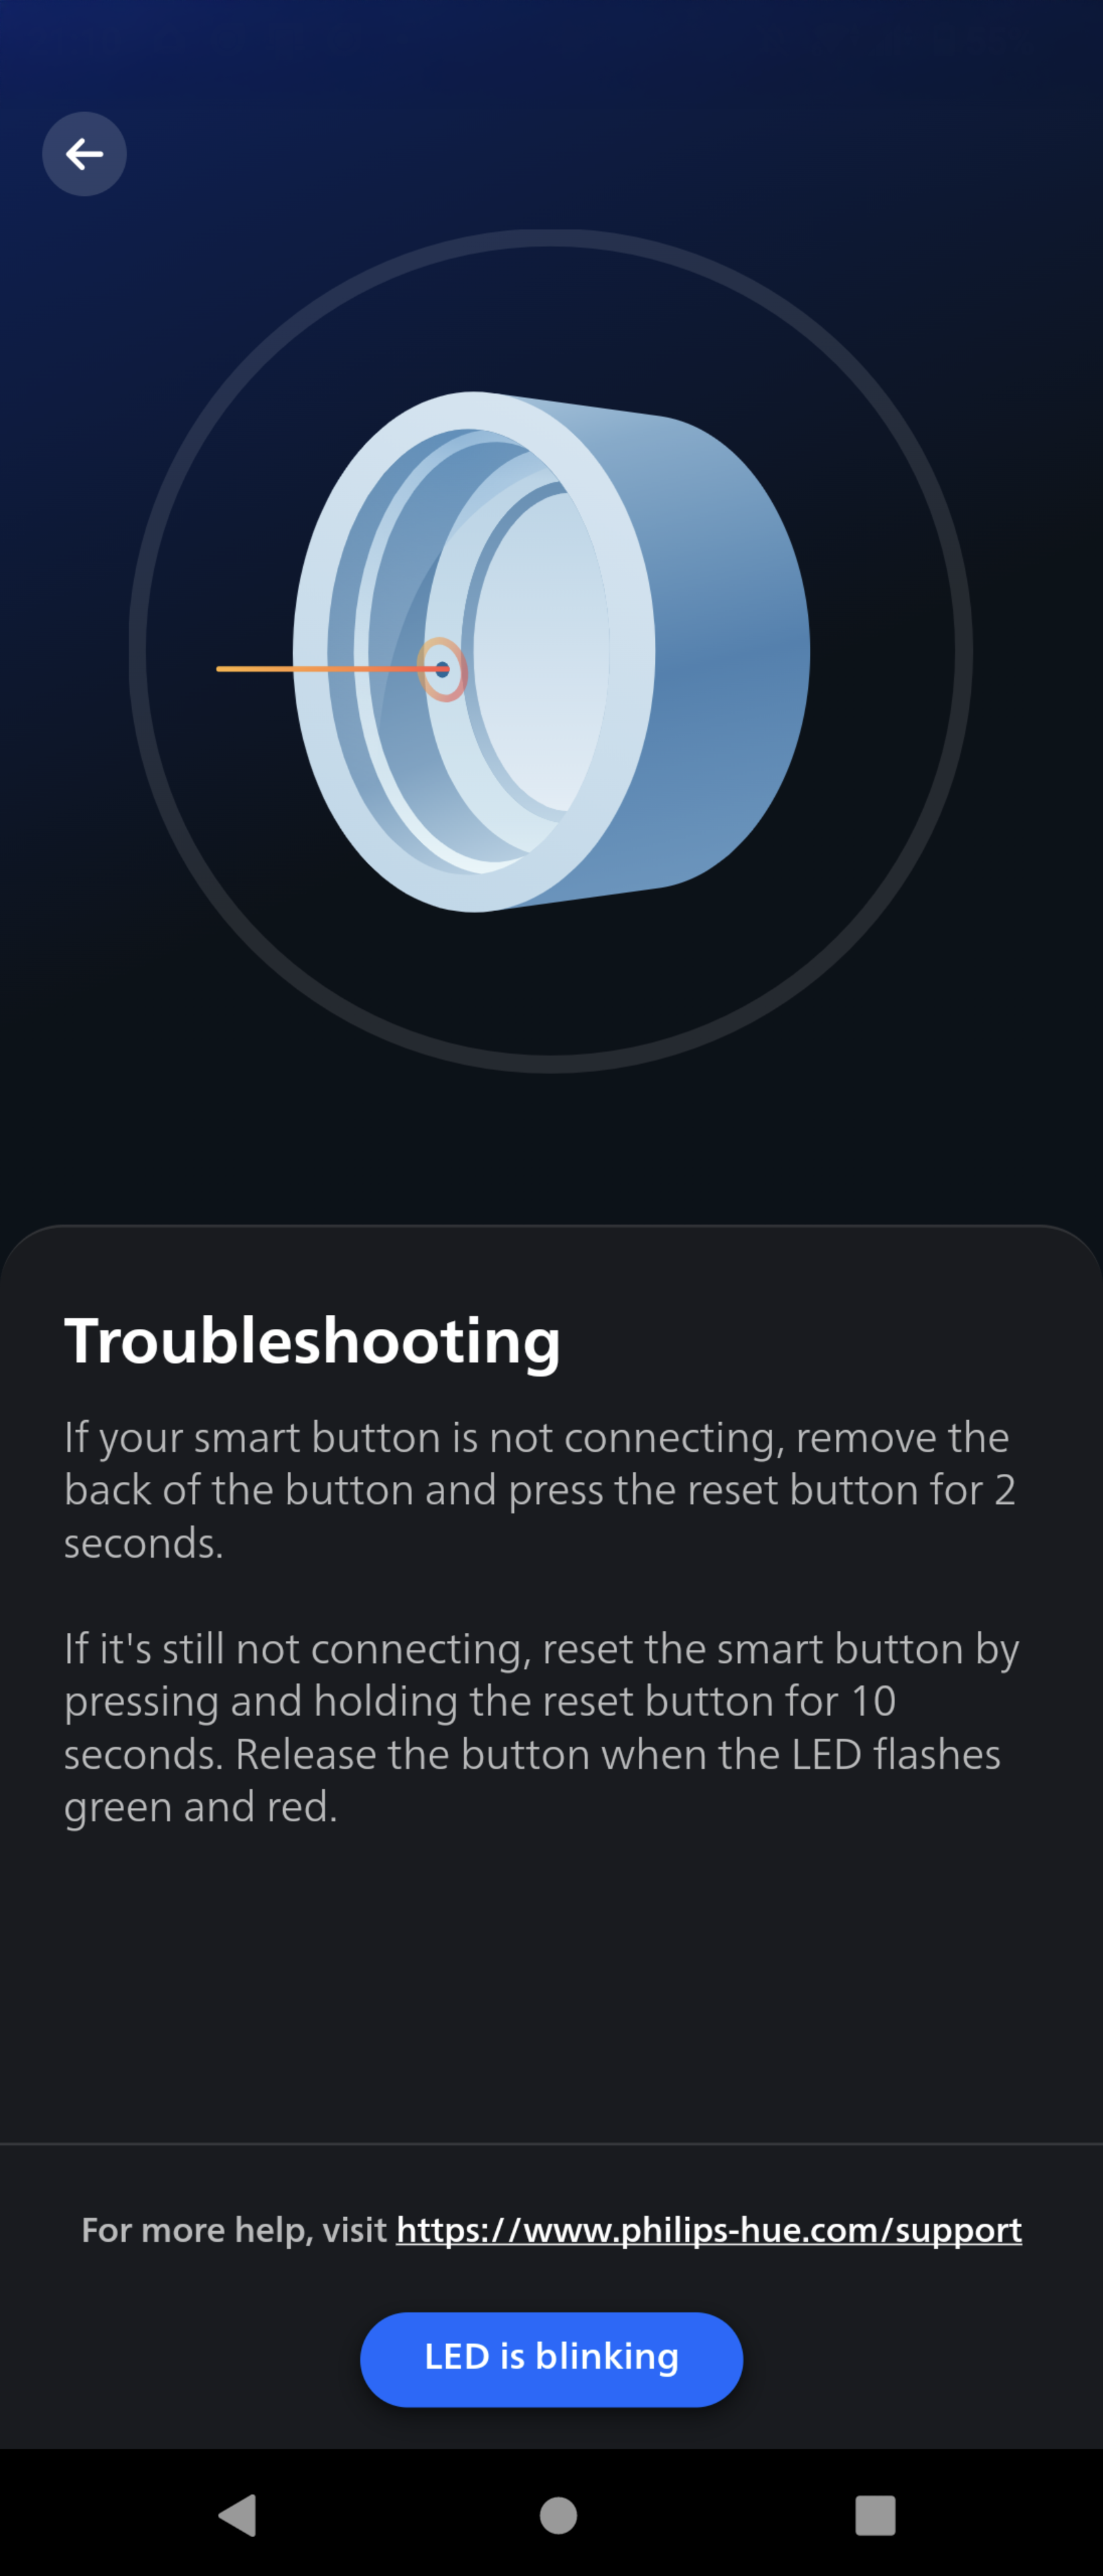 Troubleshooting
If your smart button is not connecting, remove the
back of the button and press the reset button for 2
seconds.
If it's still not connecting, reset the smart button by
pressing and holding the reset button for 10
seconds. Release the button when the LED flashes
green and red.
For more help, visit https://www.philips-hue.com/support
LED is blinking